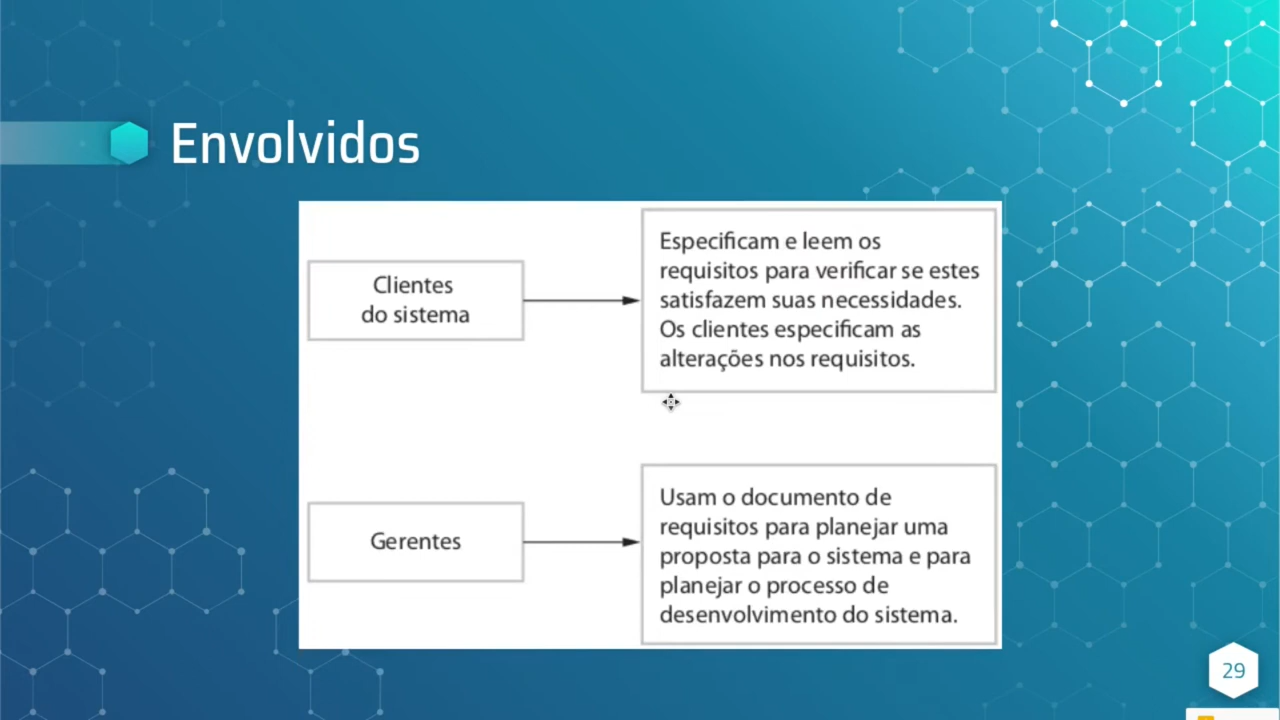 Envolvidos
Clientes
do sistema
Especificam e leem os
requisitos para verificar se estes
satisfazem suas necessidades.
Os clientes especificam as
alterações nos requisitos.
Gerentes
Usam o documento de
requisitos para planejar uma
proposta para o sistema e para
planejar o processo de
desenvolvimento do sistema.
29